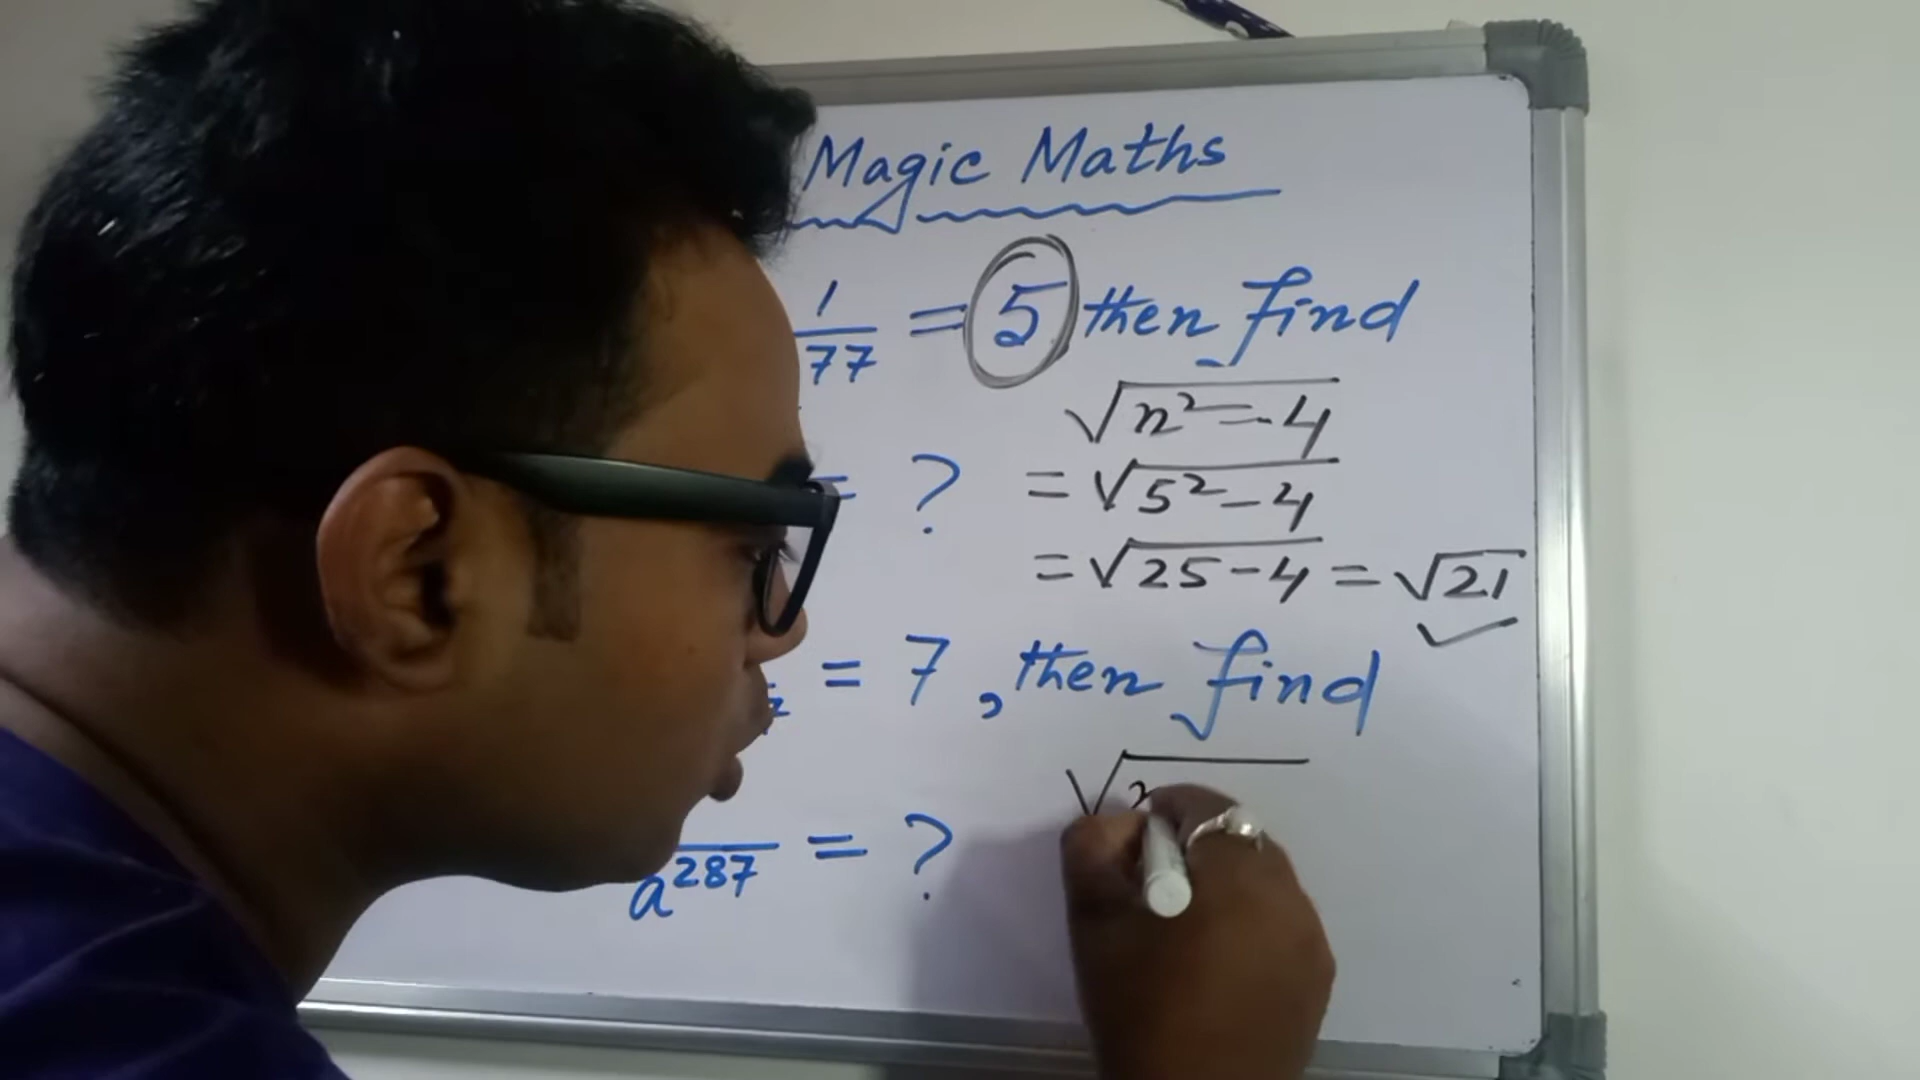 Magic Maths
1/77 = 5 then find
√n² - 4
= ? = √5² - 4
= √25 - 4 = √21
= 7, then find
√
a²⁸⁷ = ?